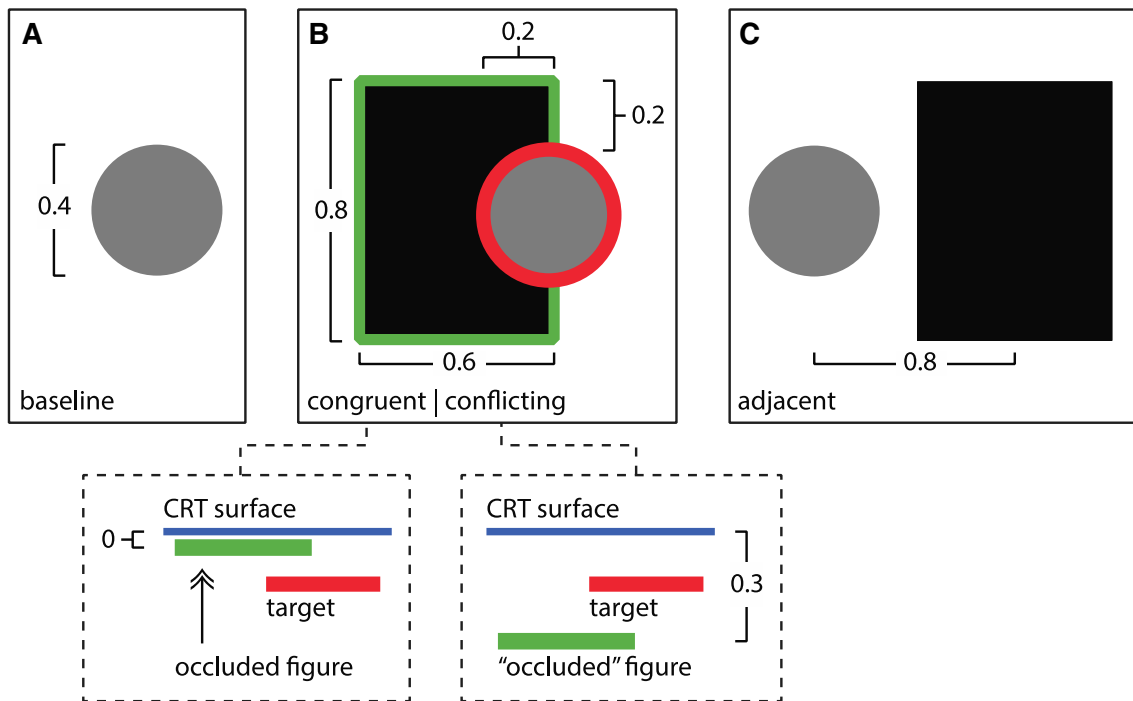 A
0.4
baseline
B
0.2
0.2
0.8
0.6
congruent | conflicting
C
0.8
adjacent
CRT surface
0
target
occluded figure
CRT surface
0.3
target
“occluded” figure